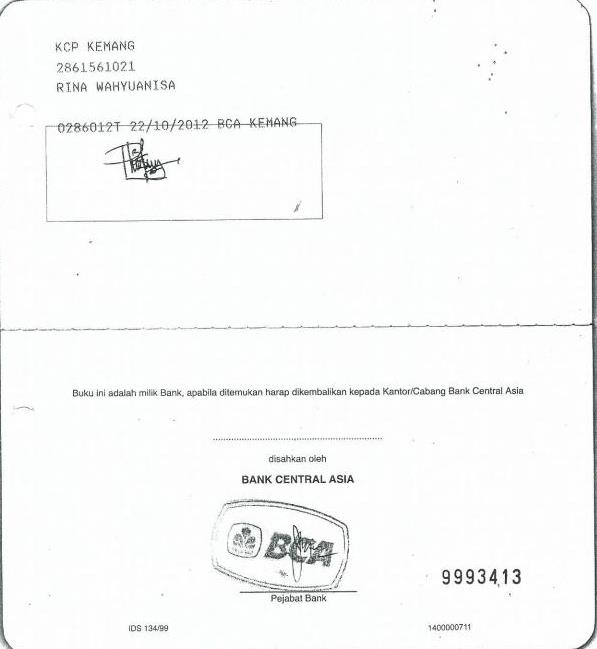 KCP KEMANG
2861561021
RINA WAHYUANISA
0286012T 22/10/2012 BCA KEMANG
Buku ini adalah milik Bank, apabila ditemukan harap dikembalikan kepada Kantor/Cabang Bank Central Asia
disahkan oleh
BANK CENTRAL ASIA
BCA
9993413
Pejabat Bank
IDS 134/99
1400000711